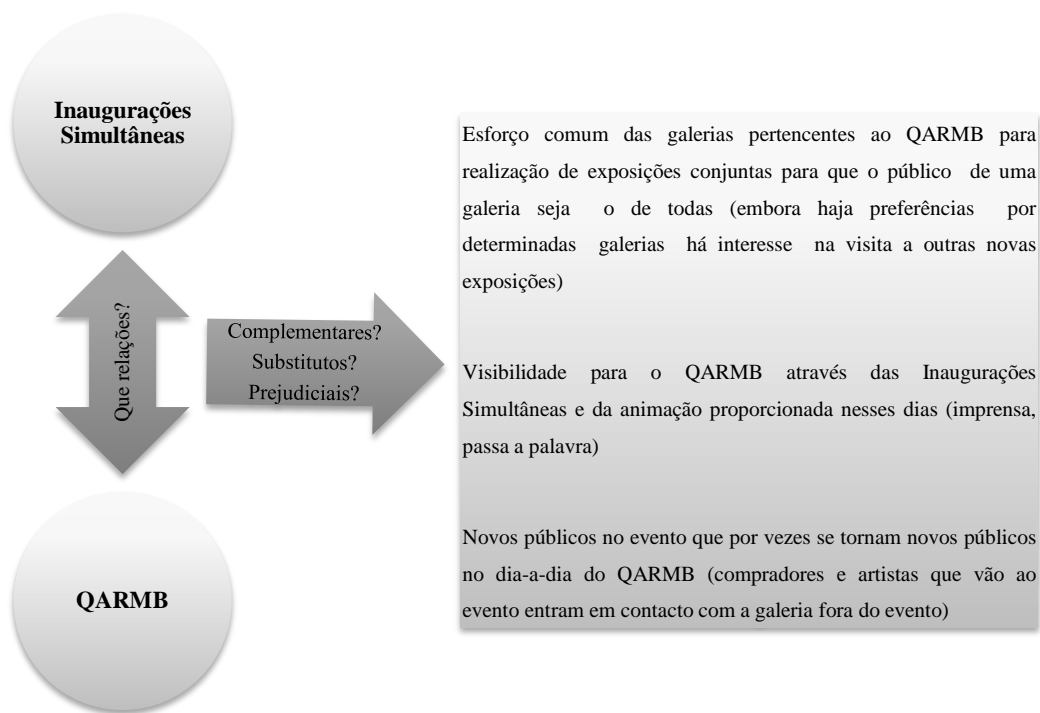 Inaugurações
Simultâneas
Que relações?
QARMB
Complementares?
Substitutos?
Prejudiciais?
Esforço comum das galerias pertencentes ao QARMB para
realização de exposições conjuntas para que o público de uma
galeria seja o de todas (embora haja preferências por
determinadas galerias há interesse na visita a outras novas
exposições)
Visibilidade para o QARMB através das Inaugurações
Simultâneas e da animação proporcionada nesses dias (imprensa,
passa a palavra)
Novos públicos no evento que por vezes se tornam novos públicos
no dia-a-dia do QARMB (compradores e artistas que vão ao
evento entram em contacto com a galeria fora do evento)